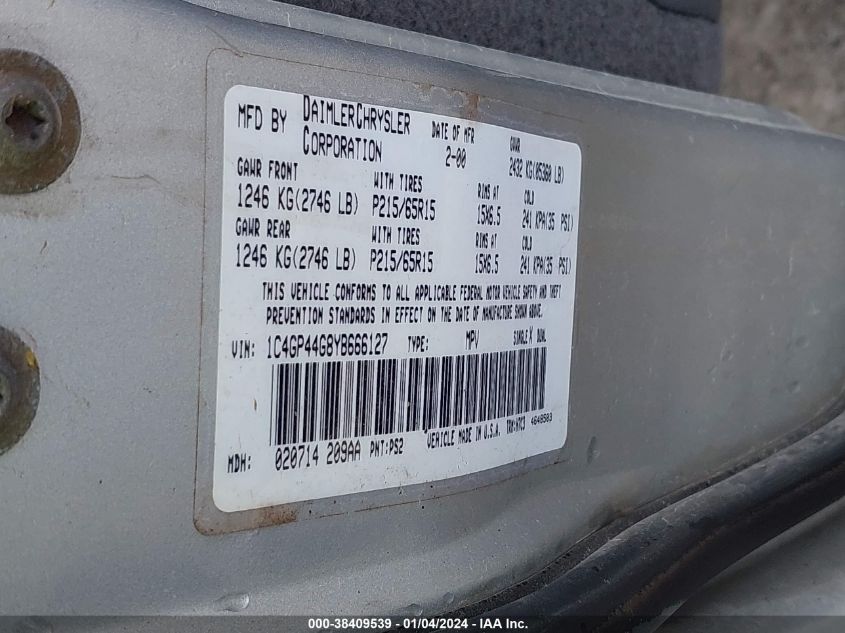 MFD BY DAIMLERCHRYSLER CORPORATION DATE OF MFR 2-00 GVWR 2432 KG(05360 LB)
GAWR FRONT WITH TIRES RIMS AT COLD
1246 KG(2746 LB) P215/65R15 15X6.5 241 KPA(35 PSI)
GAWR REAR WITH TIRES RIMS AT COLD
1246 KG(2746 LB) P215/65R15 15X6.5 241 KPA(35 PSI)
THIS VEHICLE CONFORMS TO ALL APPLICABLE FEDERAL MOTOR VEHICLE SAFETY AND THEFT
PREVENTION STANDARDS IN EFFECT ON THE DATE OF MANUFACTURE SHOWN ABOVE.
VIN: 1C4GP44G8YB666127 TYPE: MPV SINGLE X DUAL
MDH: 020714 209AA PNT:PS2 VEHICLE MADE IN U.S.A. 4648503
000-38409539 - 01/04/2024 - IAA Inc.